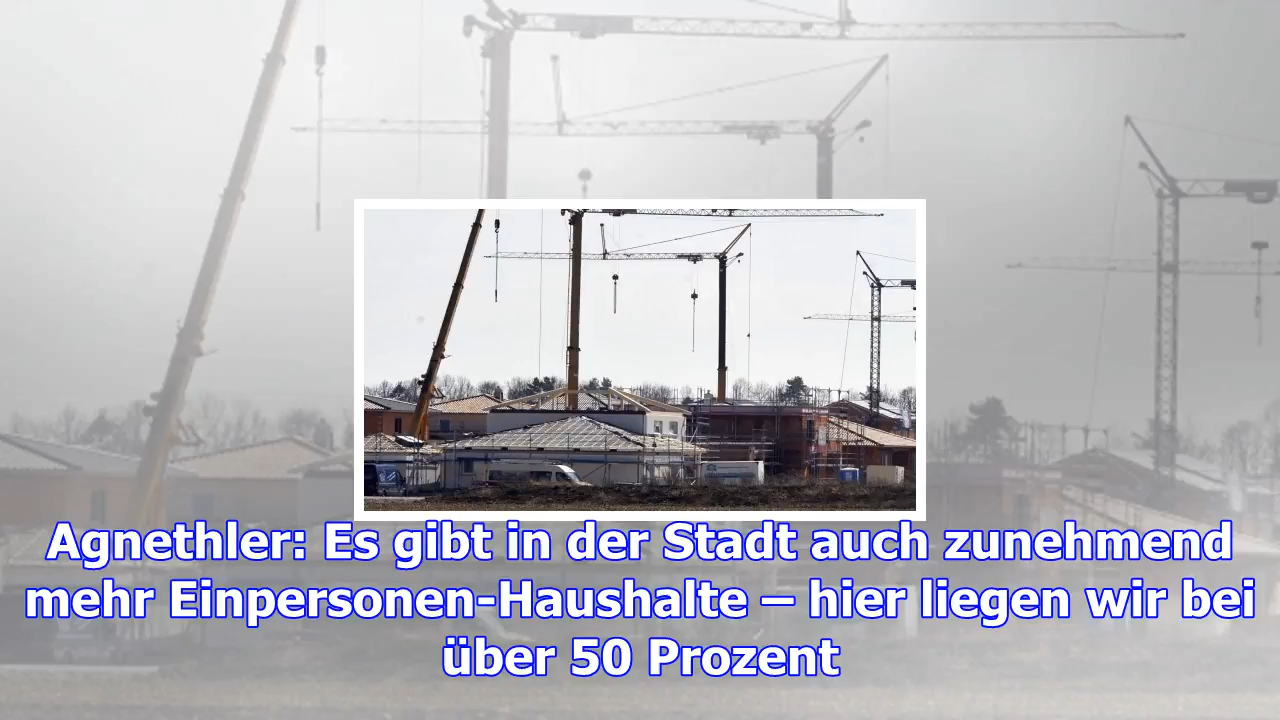 Agnethler: Es gibt in der Stadt auch zunehmend
mehr Einpersonen-Haushalte – hier liegen wir bei
über 50 Prozent